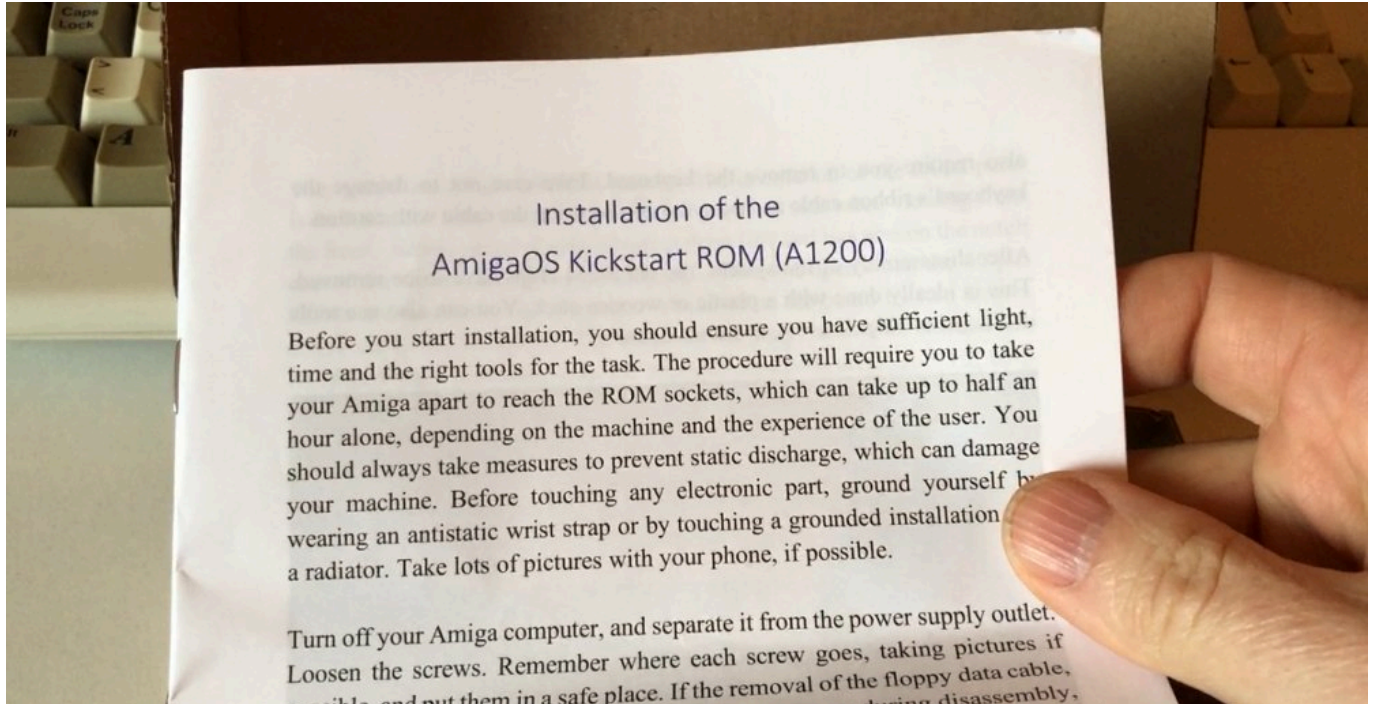 Caps
Lock
A
Installation of the
AmigaOS Kickstart ROM (A1200)
Before you start installation, you should ensure you have sufficient light,
time and the right tools for the task. The procedure will require you to take
your Amiga apart to reach the ROM sockets, which can take up to half an
hour alone, depending on the machine and the experience of the user. You
should always take measures to prevent static discharge, which can damage
your machine. Before touching any electronic part, ground yourself
wearing an antistatic wrist strap or by touching a grounded installation
a radiator. Take lots of pictures with your phone, if possible.
Turn off your Amiga computer, and separate it from the power supply outlet.
Loosen the screws. Remember where each screw goes, taking pictures if
and put them in a safe place. If the removal of the floppy data cable,
disassembly,